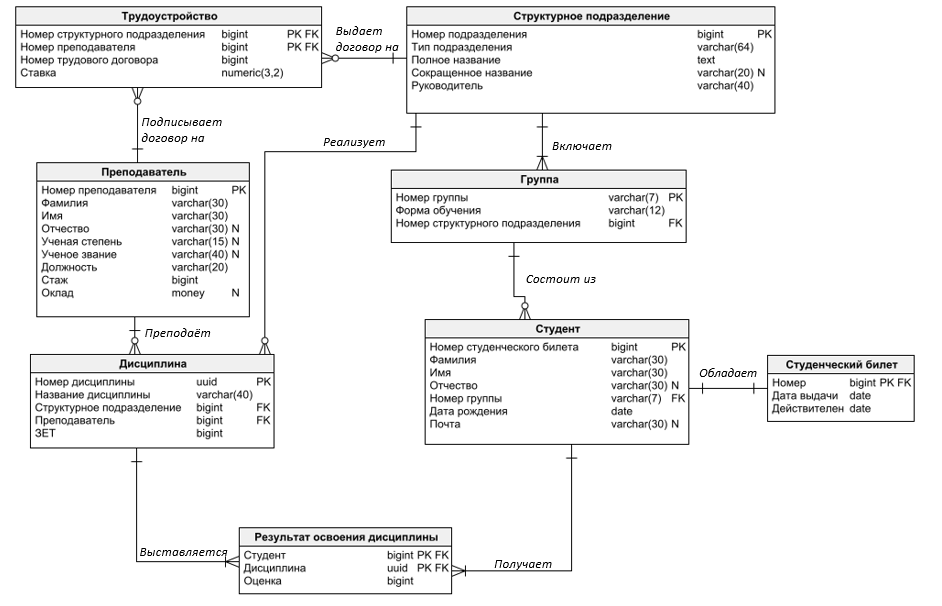 Трудоустройство
Номер структурного подразделения bigint PK FK
Номер преподавателя bigint PK FK
Номер трудового договора bigint
Ставка numeric(3,2)
Выдает
договор на
Структурное подразделение
Номер подразделения bigint PK
Тип подразделения varchar(64)
Полное название text
Сокращенное название varchar(20) N
Руководитель varchar(40)
Подписывает
договор на
Реализует
Включает
Преподаватель
Номер преподавателя bigint PK
Фамилия varchar(30)
Имя varchar(30)
Отчество varchar(30) N
Ученая степень varchar(15) N
Ученое звание varchar(40) N
Должность varchar(20)
Стаж bigint
Оклад money N
Группа
Номер группы varchar(7) PK
Форма обучения varchar(12)
Номер структурного подразделения bigint FK
Состоит из
Преподаёт
Дисциплина
Номер дисциплины uuid PK
Название дисциплины varchar(40)
Структурное подразделение bigint FK
Преподаватель bigint FK
ЗЕТ bigint
Студент
Номер студенческого билета bigint PK
Фамилия varchar(30)
Имя varchar(30)
Отчество varchar(30) N
Номер группы varchar(7) FK
Дата рождения date
Почта varchar(30) N
Обладает
Студенческий билет
Номер bigint PK FK
Дата выдачи date
Действителен date
Выставляется
Результат освоения дисциплины
Студент bigint PK FK
Дисциплина uuid PK FK
Оценка bigint
Получает